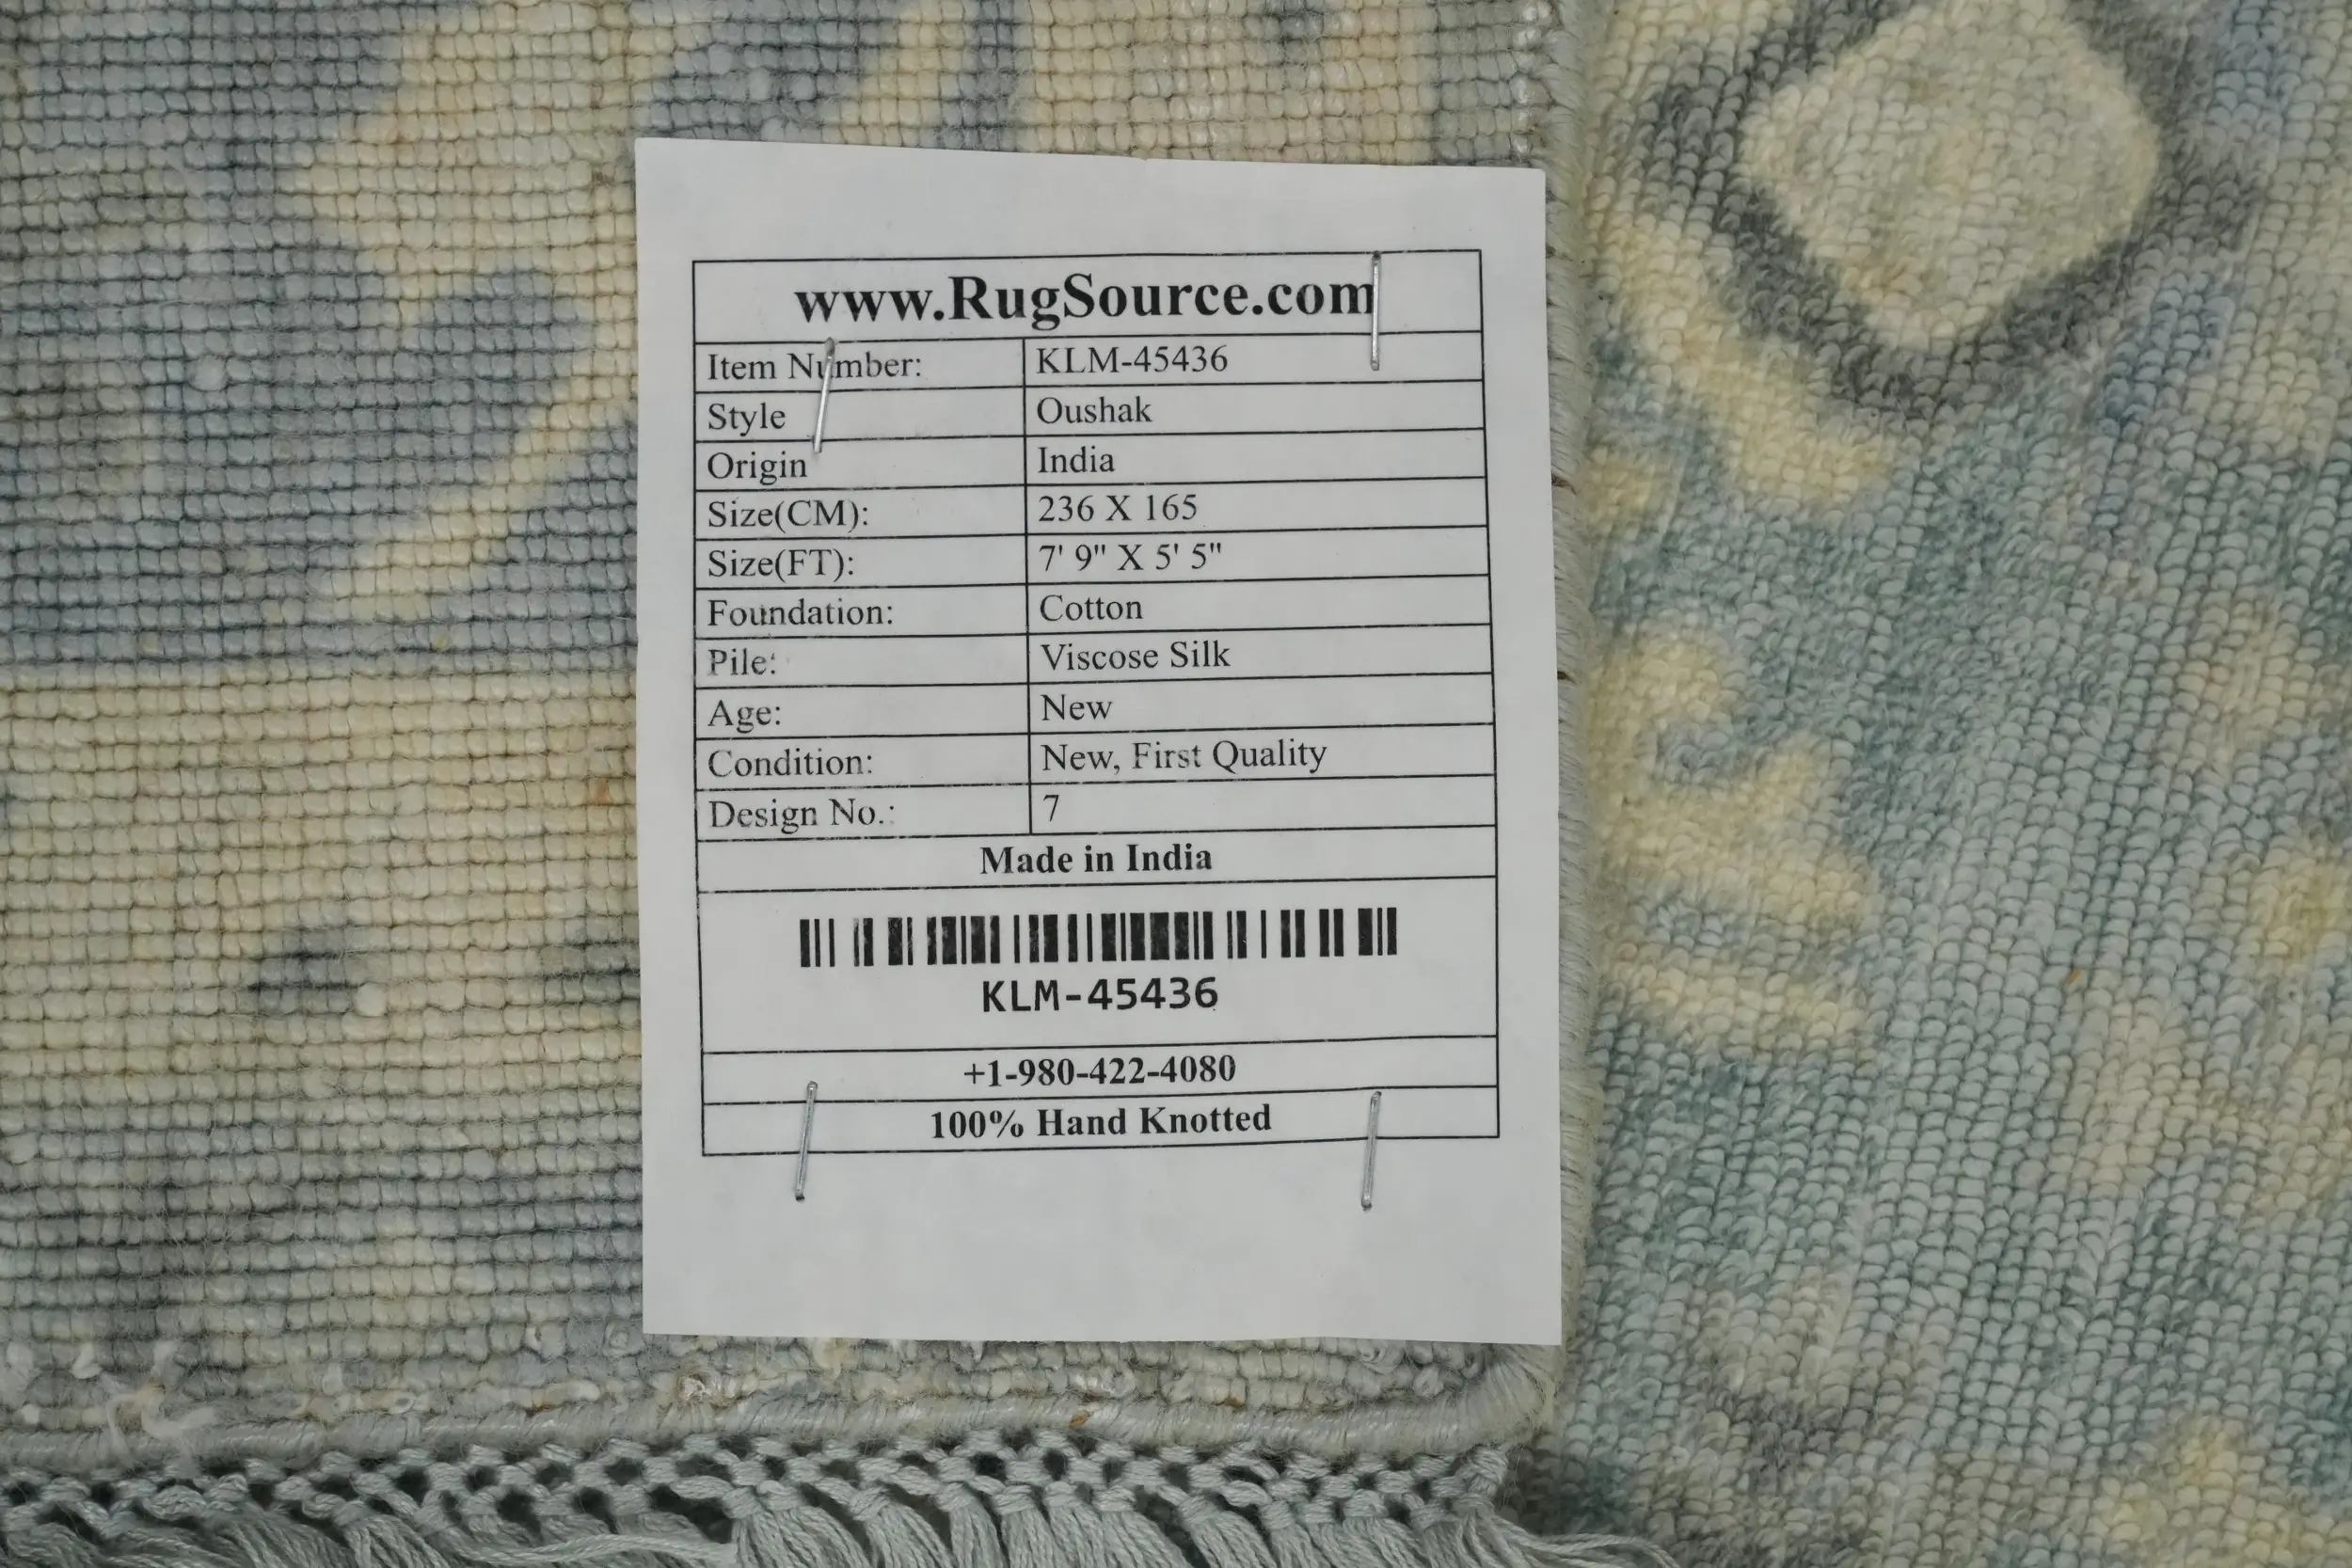 www.RugSource.com
Item Number: KLM-45436
Style Oushak
Origin India
Size(CM): 236 X 165
Size(FT): 7' 9" X 5' 5"
Foundation: Cotton
Pile: Viscose Silk
Age: New
Condition: New, First Quality
Design No.: 7
Made in India
KLM-45436
+1-980-422-4080
100% Hand Knotted